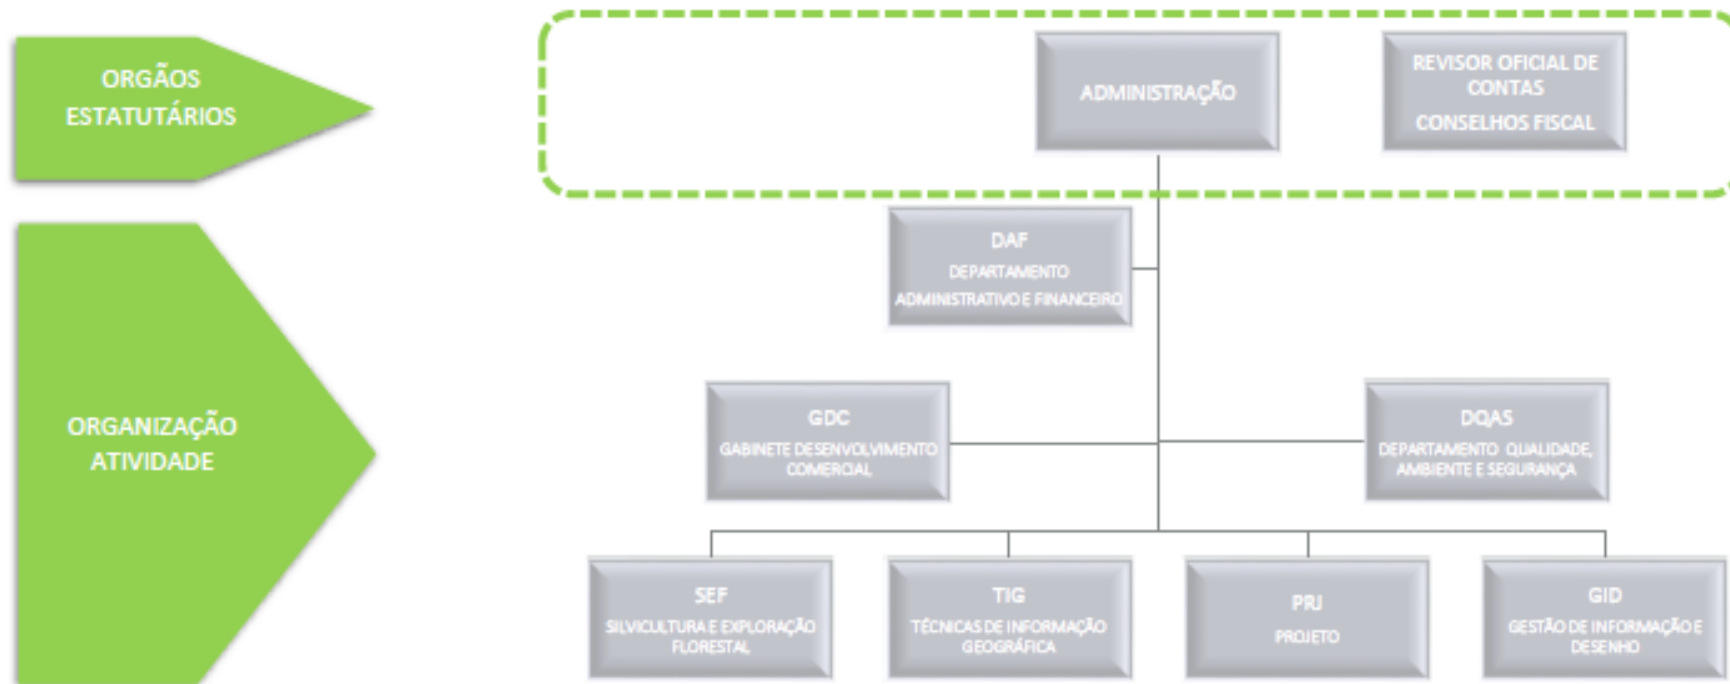 ORGÃOS
ESTATUTÁRIOS
ADMINISTRAÇÃO
REVISOR OFICIAL DE
CONTAS
CONSELHOS FISCAL
DAF
DEPARTAMENTO
ADMINISTRATIVO E FINANCEIRO
ORGANIZAÇÃO
ATIVIDADE
GDC
GABINETE DESENVOLVIMENTO
COMERCIAL
DQAS
DEPARTAMENTO QUALIDADE,
AMBIENTE E SEGURANÇA
SEF
SILVICULTURA E EXPLORAÇÃO
FLORESTAL
TIG
TÉCNICAS DE INFORMAÇÃO
GEOGRÁFICA
PRJ
PROJETO
GID
GESTÃO DE INFORMAÇÃO E
DESENHO